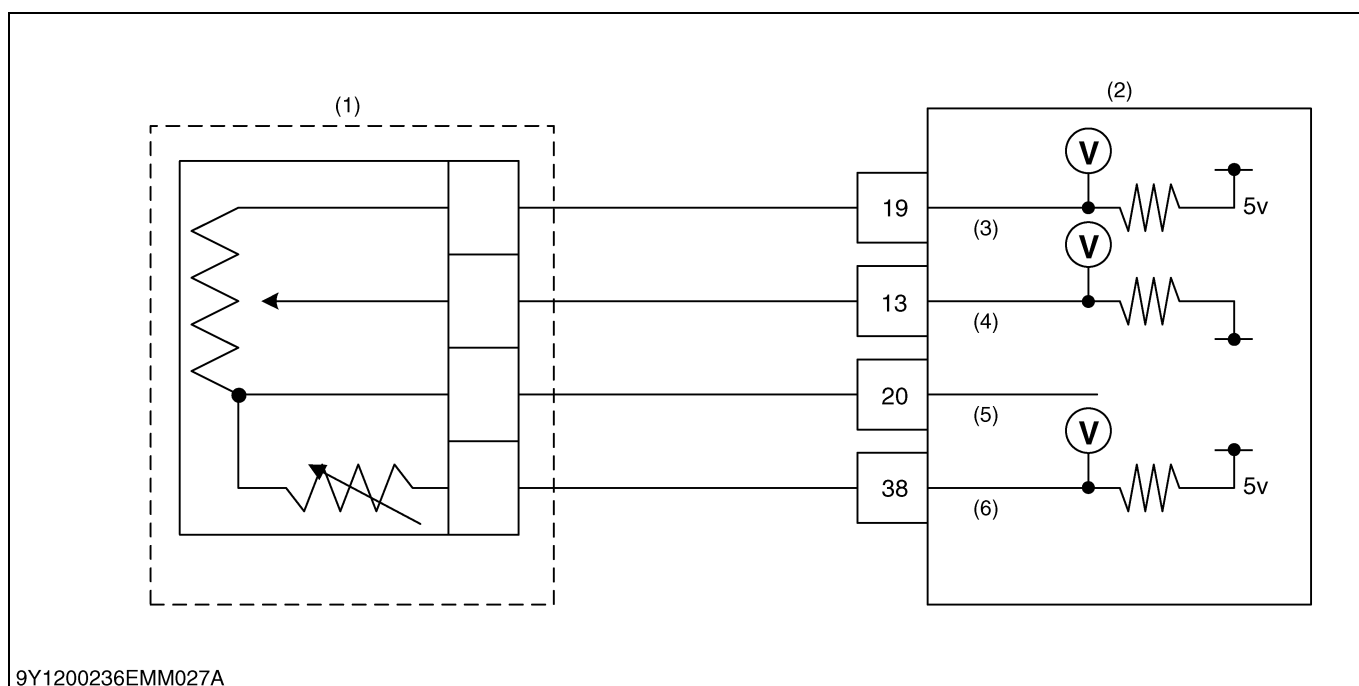 (1)
(2)
V
19
(3)
5v
V
13
(4)
20
(5)
V
38
(6)
5v
9Y1200236EMM027A